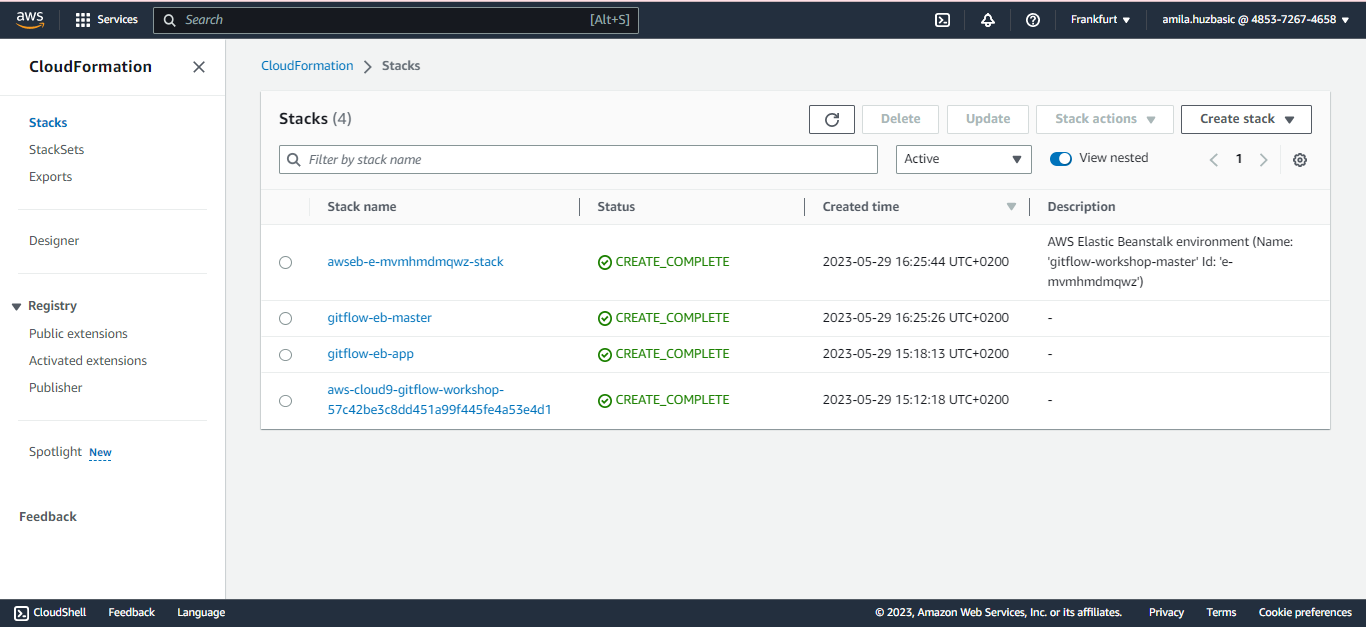 aws
Services
Search
[Alt+S]
Frankfurt
amila.huzbasic @ 4853-7267-4658
CloudFormation
Stacks
StackSets
Exports
Designer
Registry
Public extensions
Activated extensions
Publisher
Spotlight New
Feedback
CloudFormation > Stacks
Stacks (4)
Delete
Update
Stack actions
Create stack
Filter by stack name
Active
View nested
1
Stack name
Status
Created time
Description
awseb-e-mvmhmdmqwz-stack
CREATE_COMPLETE
2023-05-29 16:25:44 UTC+0200
AWS Elastic Beanstalk environment (Name:
'gitflow-workshop-master' Id: 'e-
mvmhmdmqwz')
gitflow-eb-master
CREATE_COMPLETE
2023-05-29 16:25:26 UTC+0200
-
gitflow-eb-app
CREATE_COMPLETE
2023-05-29 15:18:13 UTC+0200
-
aws-cloud9-gitflow-workshop-
57c42be3c8dd451a99f445fe4a53e4d1
CREATE_COMPLETE
2023-05-29 15:12:18 UTC+0200
-
CloudShell
Feedback
Language
© 2023, Amazon Web Services, Inc. or its affiliates.
Privacy
Terms
Cookie preferences